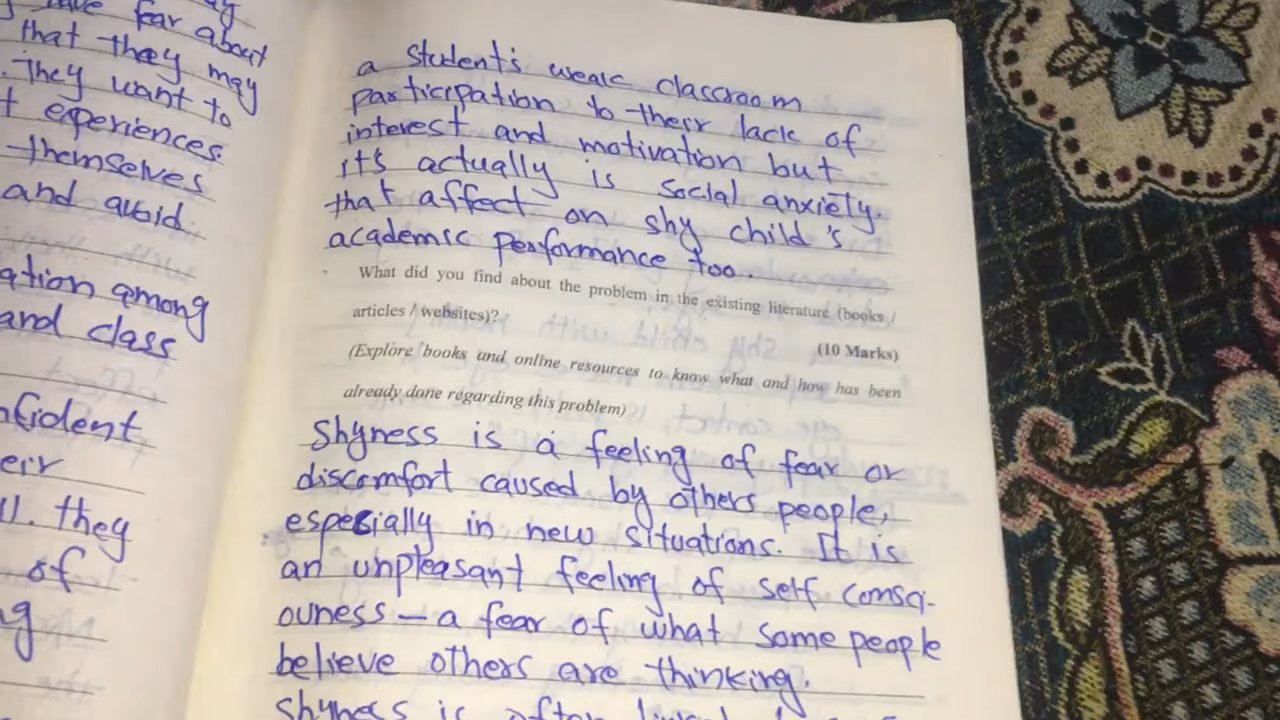 fear about
that they may
They want to
experiences.
themselves
and avoid.
ation among
and class
nfident
eir
ll. they
of
a student's weak classroom
participation to their lack of
interest and motivation but
it's actually is social anxiety.
that affect on shy child's
academic performance too.
What did you find about the problem in the existing literature (books /
articles / websites)?
(10 Marks)
(Explore books and online resources to know what and how has been
already done regarding this problem)
Shyness is a feeling of fear or
discomfort caused by others people,
especially in new situations. It is
an unpleasant feeling of self consci-
ouness - a fear of what some people
believe others are thinking.
Shyness is often